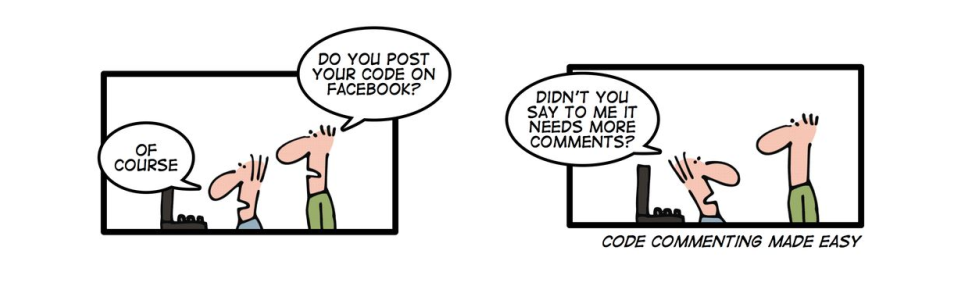 DO YOU POST
YOUR CODE ON
FACEBOOK?
OF
COURSE
DIDN'T YOU
SAY TO ME IT
NEEDS MORE
COMMENTS?
CODE COMMENTING MADE EASY